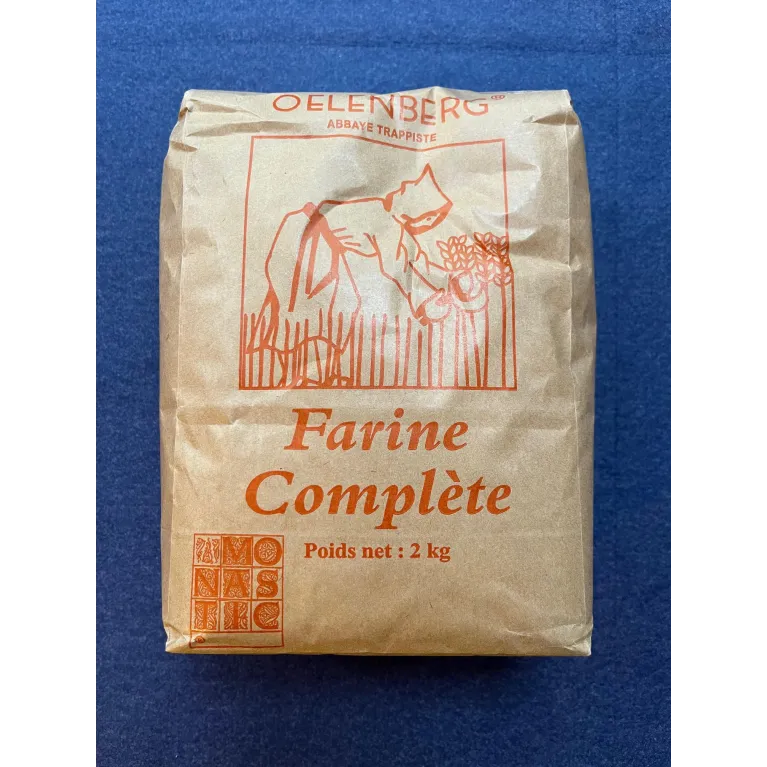 OELENBERG®
ABBAYE TRAPPISTE
Farine
Complète
Poids net : 2 kg
MO
NAS
TIC
®